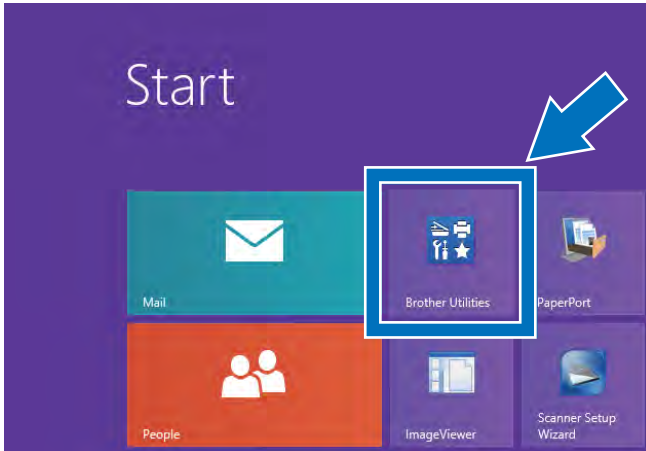 Start
Mail
Brother Utilities
PaperPort
People
ImageViewer
Scanner Setup
Wizard